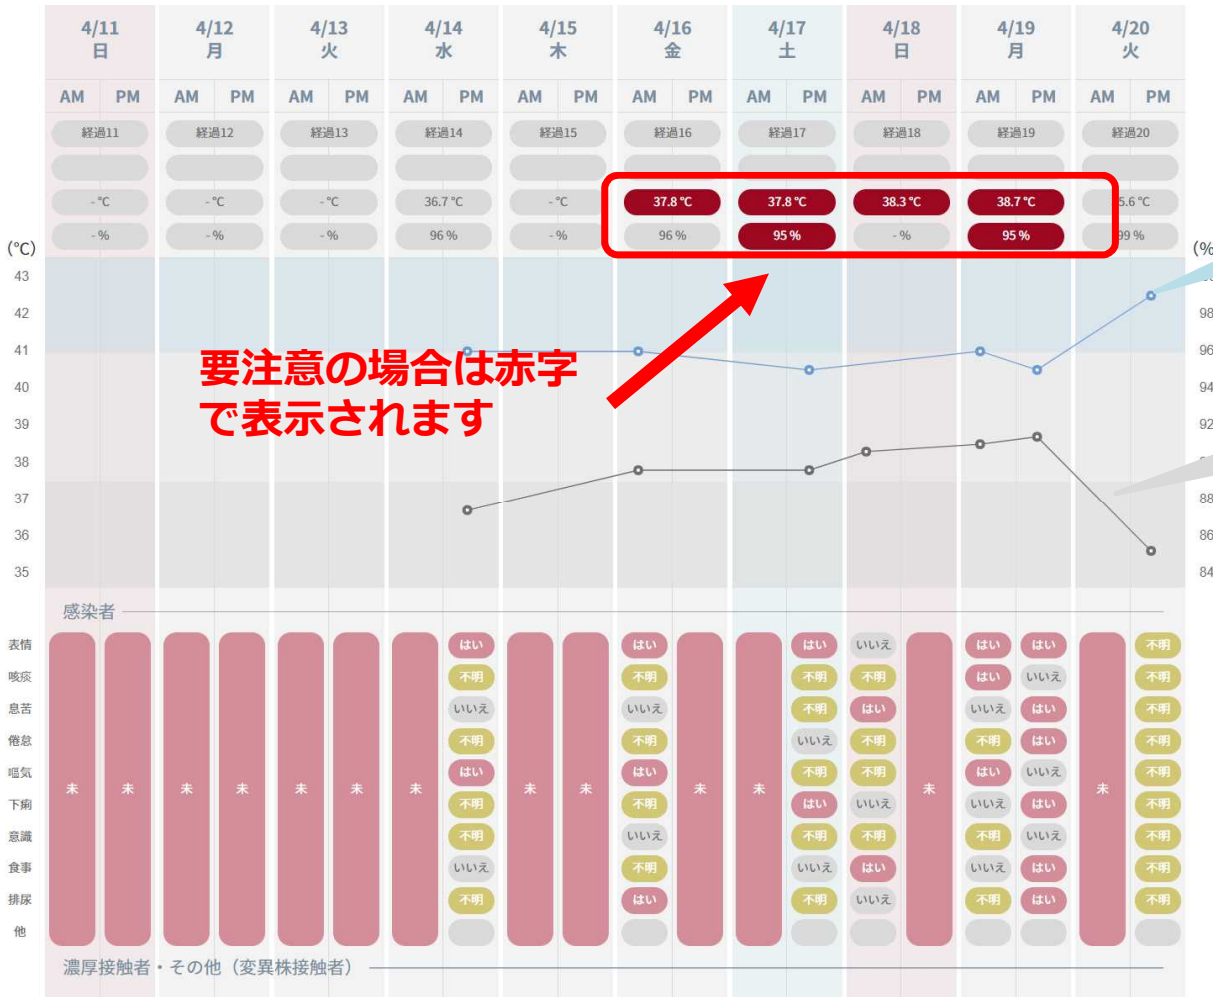 4/11 4/12 4/13 4/14 4/15 4/16 4/17 4/18 4/19 4/20
日 月 火 水 木 金 土 日 月 火
AM PM AM PM AM PM AM PM AM PM AM PM AM PM AM PM AM PM AM PM
経過11 経過12 経過13 経過14 経過15 経過16 経過17 経過18 経過19 経過20
- ℃ - ℃ - ℃ 36.7 ℃ - ℃ 37.8 ℃ 37.8 ℃ 38.3 ℃ 38.7 ℃ 5.6 ℃
- % - % - % 96 % - % 96 % 95 % - % 95 % 99 %
(℃) (%
43
42 98
41 96
要注意の場合は赤字
で表示されます
40 94
39 92
38
37 88
36 86
35 84
感染者
表情 はい はい はい いいえ はい はい 不明
咳痰 不明 不明 不明 不明 はい いいえ 不明
息苦 いいえ いいえ 不明 はい いいえ はい 不明
倦怠 不明 不明 いいえ 不明 不明 はい 不明
嘔気 はい はい 不明 不明 はい いいえ 不明
未 未 未 未 未 未 未 未 未 未 未 未 未
下痢 不明 不明 はい いいえ いいえ はい 不明
意識 不明 いいえ 不明 不明 不明 いいえ 不明
食事 いいえ 不明 いいえ はい いいえ はい 不明
排尿 不明 はい 不明 いいえ 不明 はい 不明
他
濃厚接触者・その他（変異株接触者）